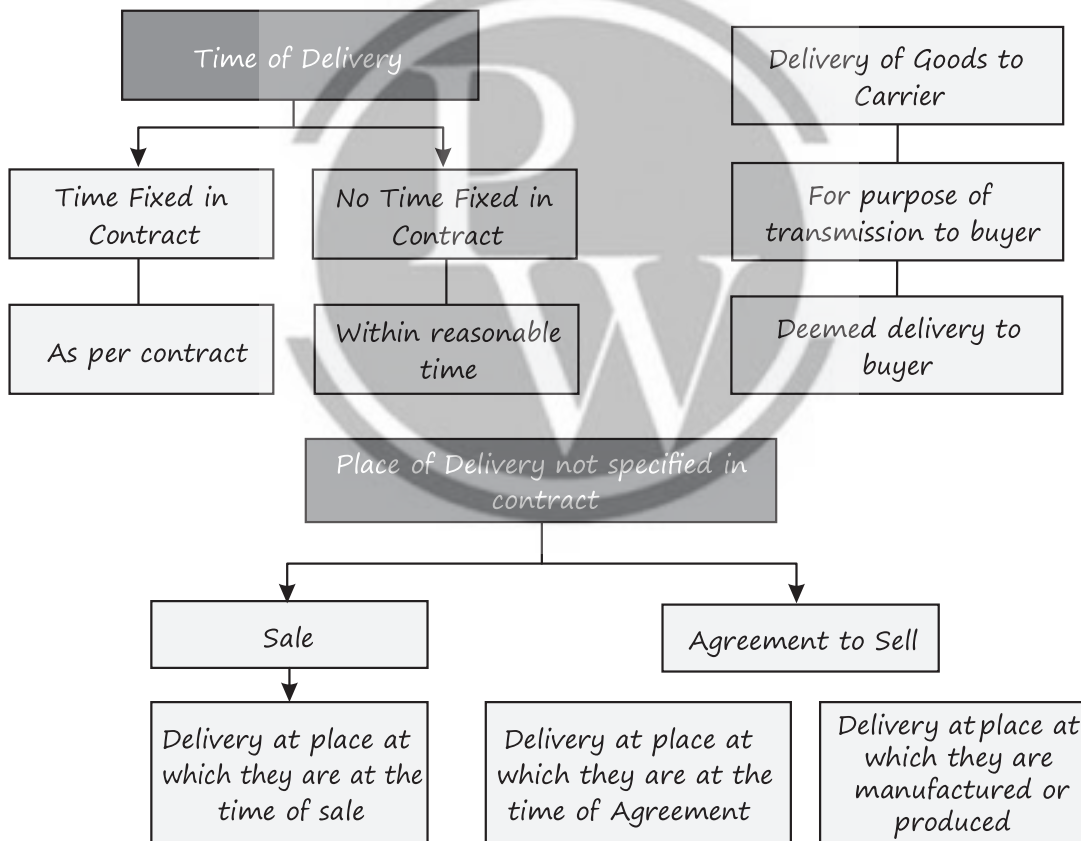 Time of Delivery
Time Fixed in
Contract
No Time Fixed in
Contract
As per contract
Within reasonable
time
Delivery of Goods to
Carrier
For purpose of
transmission to buyer
Deemed delivery to
buyer
PW
Place of Delivery not specified in
contract
Sale
Agreement to Sell
Delivery at place at
which they are at the
time of sale
Delivery at place at
which they are at the
time of Agreement
Delivery at place at
which they are
manufactured or
produced